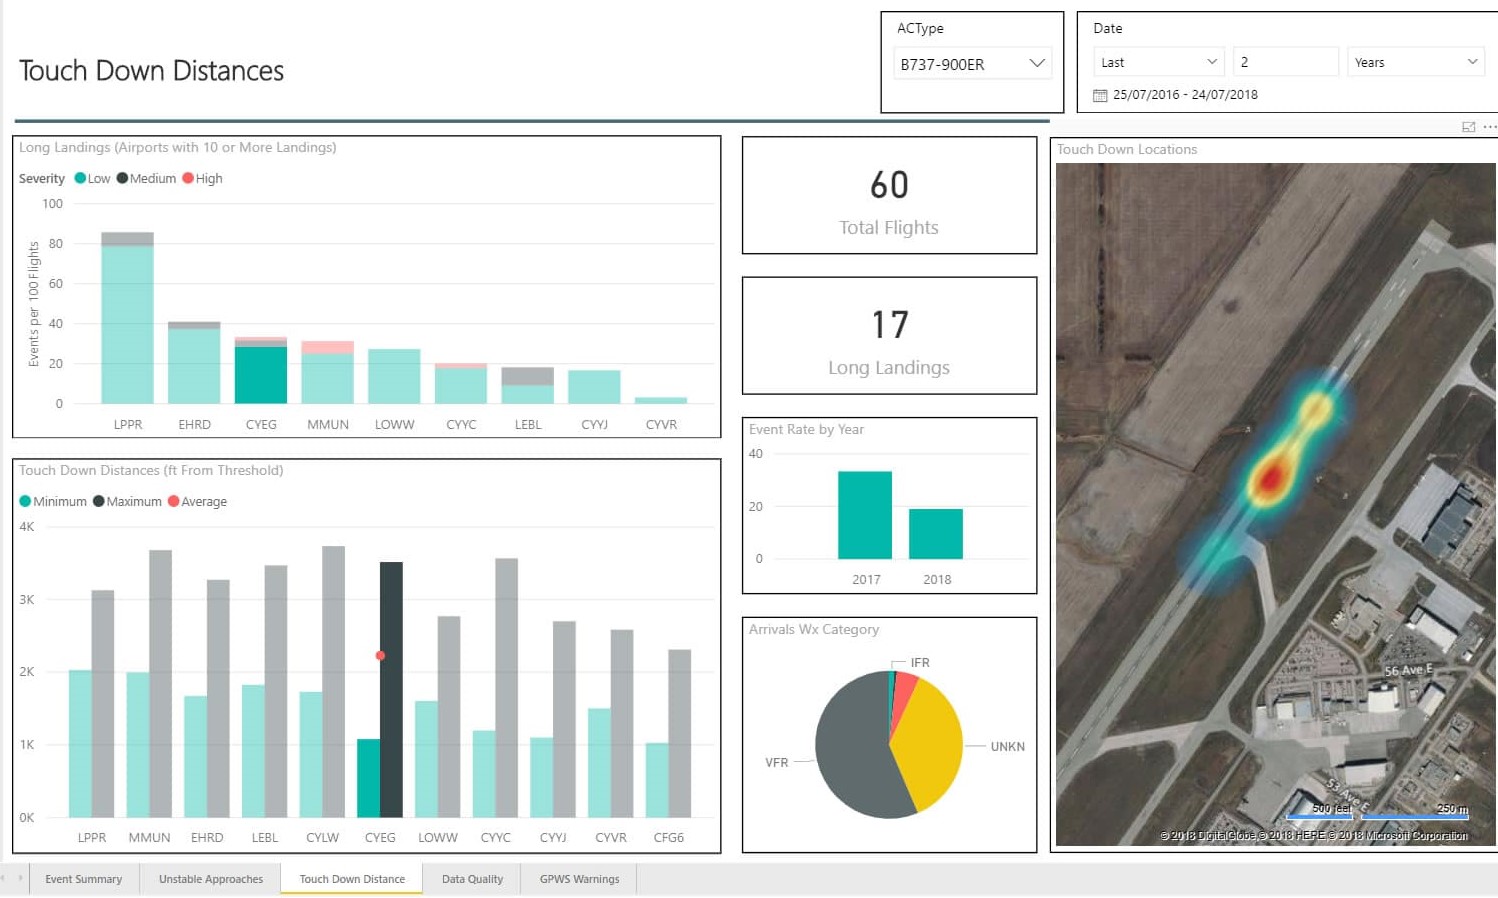 ACType
Date
Touch Down Distances
B737-900ER
Last
2
Years
25/07/2016 - 24/07/2018
Long Landings (Airports with 10 or More Landings)
Severity Low Medium High
Events per 100 Flights
100
80
60
40
20
0
LPPR EHRD CYEG MMUN LOWW CYYC LEBL CYYJ CYVR
60
Total Flights
17
Long Landings
Event Rate by Year
40
20
0
2017 2018
Touch Down Distances (ft From Threshold)
Minimum Maximum Average
4K
3K
2K
1K
0K
LPPR MMUN EHRD LEBL CYLW CYEG LOWW CYYC CYYJ CYVR CFG6
Arrivals Wx Category
IFR
UNKN
VFR
Touch Down Locations
56 Ave E
53 Ave E
500 feet 250 m
© 2018 DigitalGlobe, © 2018 HERE © 2018 Microsoft Corporation
Event Summary Unstable Approaches Touch Down Distance Data Quality GPWS Warnings